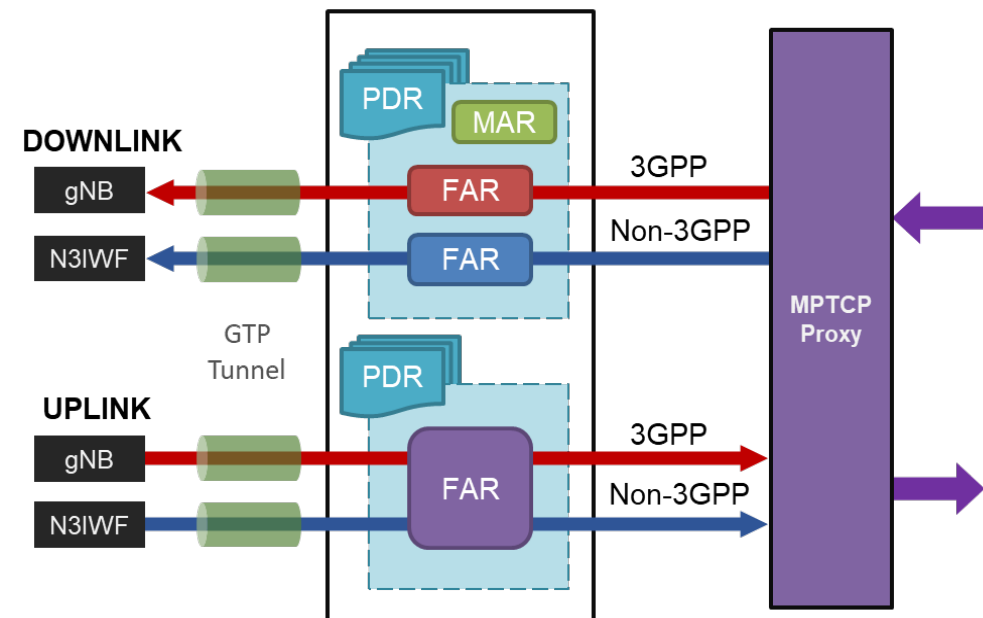 PDR
MAR
DOWNLINK
3GPP
gNB
FAR
Non-3GPP
N3IWF
FAR
MPTCP
Proxy
GTP
Tunnel
PDR
UPLINK
3GPP
gNB
FAR
Non-3GPP
N3IWF